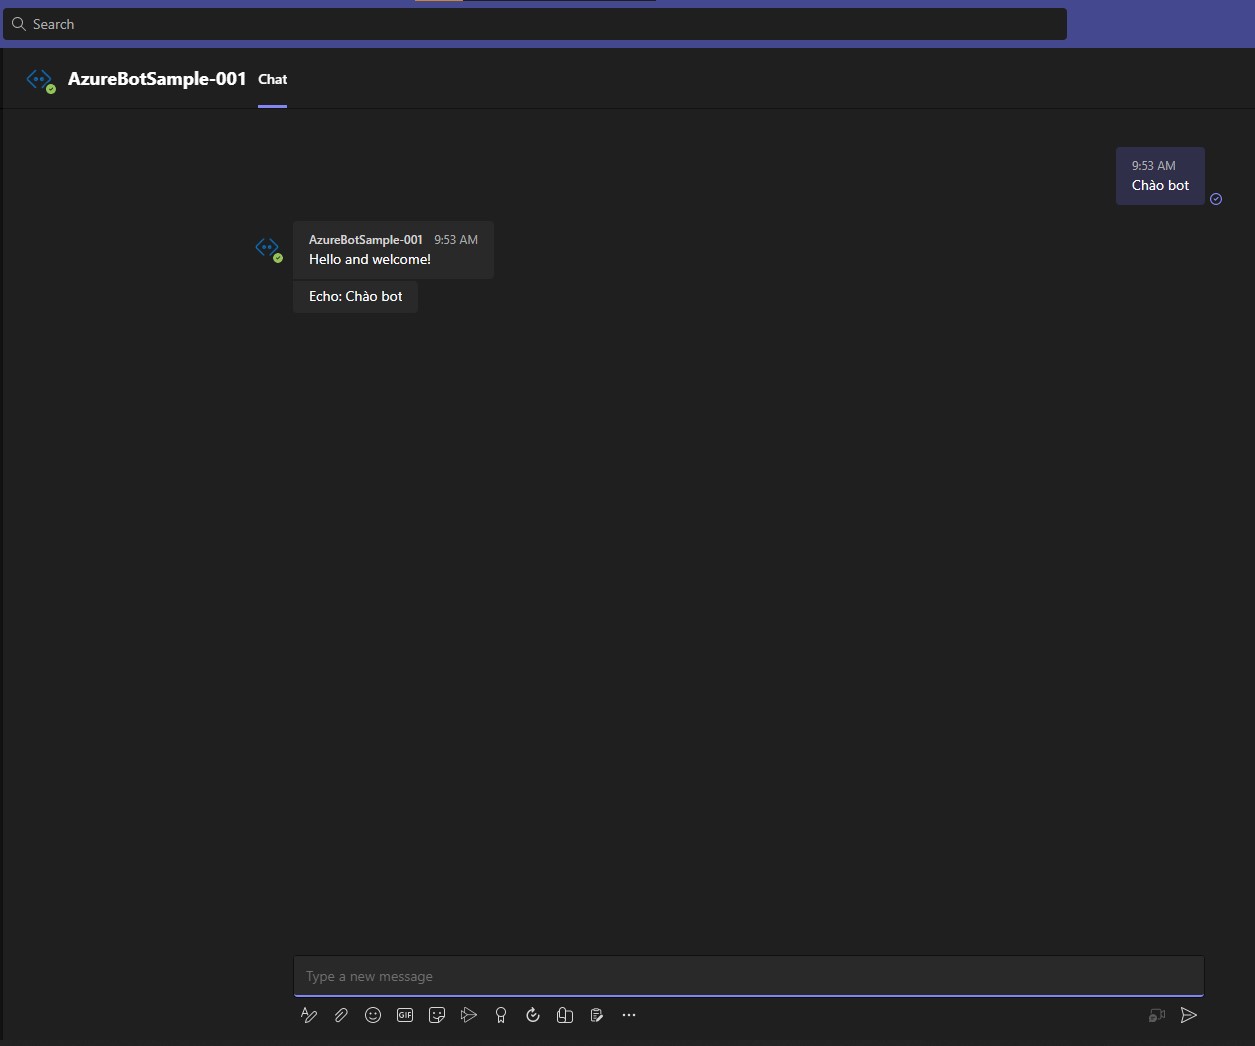 Search
AzureBotSample-001 Chat
9:53 AM
Chào bot
AzureBotSample-001 9:53 AM
Hello and welcome!
Echo: Chào bot
Type a new message
GIF